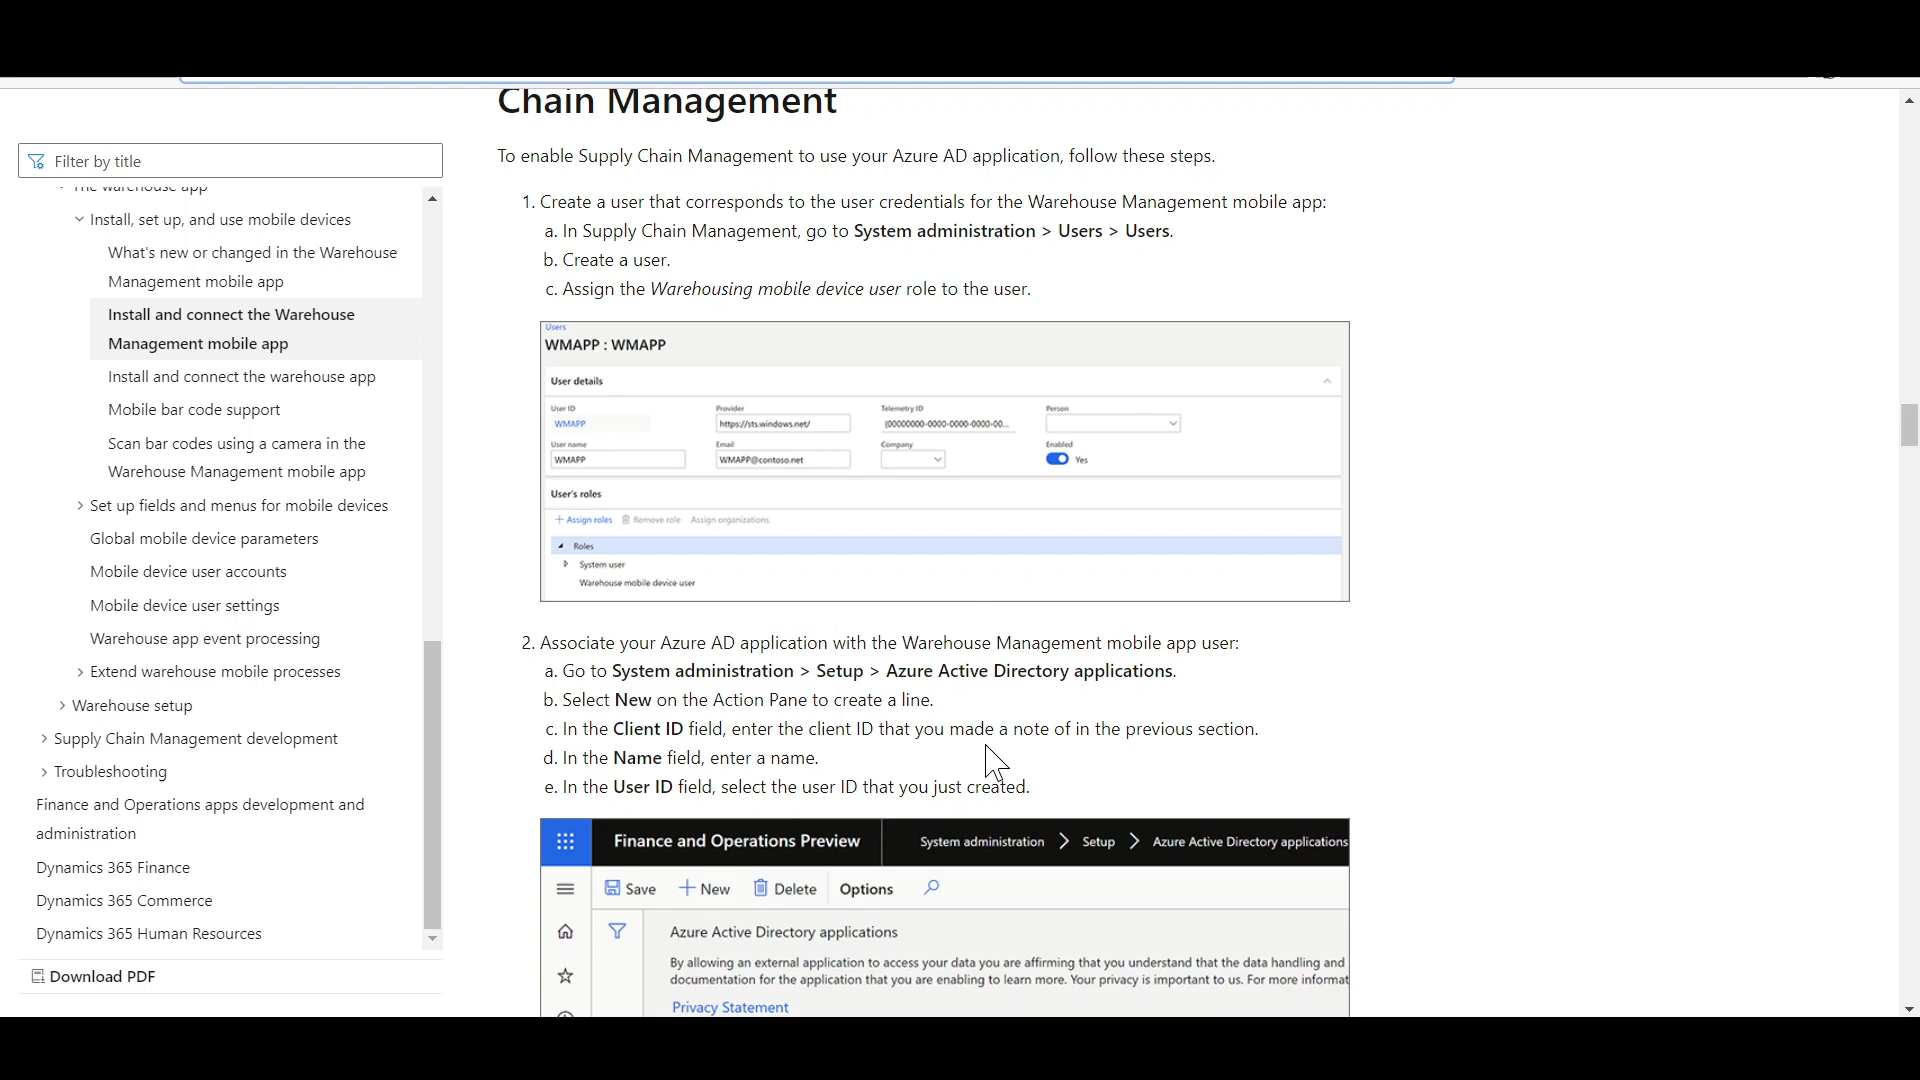 Chain Management
Filter by title
The warehouse app
Install, set up, and use mobile devices
What's new or changed in the Warehouse
Management mobile app
Install and connect the Warehouse
Management mobile app
Install and connect the warehouse app
Mobile bar code support
Scan bar codes using a camera in the
Warehouse Management mobile app
Set up fields and menus for mobile devices
Global mobile device parameters
Mobile device user accounts
Mobile device user settings
Warehouse app event processing
Extend warehouse mobile processes
Warehouse setup
Supply Chain Management development
Troubleshooting
Finance and Operations apps development and
administration
Dynamics 365 Finance
Dynamics 365 Commerce
Dynamics 365 Human Resources
Download PDF
To enable Supply Chain Management to use your Azure AD application, follow these steps.
1. Create a user that corresponds to the user credentials for the Warehouse Management mobile app:
a. In Supply Chain Management, go to System administration > Users > Users.
b. Create a user.
c. Assign the Warehousing mobile device user role to the user.
Users
WMAPP : WMAPP
User details
User ID Provider Telemetry ID Person
WMAPP https://sts.windows.net/ {00000000-0000-0000-0000-00...
User name Email Company Enabled
WMAPP WMAPP@contoso.net Yes
User's roles
+ Assign roles Remove role Assign organizations
Roles
System user
Warehouse mobile device user
2. Associate your Azure AD application with the Warehouse Management mobile app user:
a. Go to System administration > Setup > Azure Active Directory applications.
b. Select New on the Action Pane to create a line.
c. In the Client ID field, enter the client ID that you made a note of in the previous section.
d. In the Name field, enter a name.
e. In the User ID field, select the user ID that you just created.
Finance and Operations Preview System administration > Setup > Azure Active Directory applications
Save + New Delete Options
Azure Active Directory applications
By allowing an external application to access your data you are affirming that you understand that the data handling and
documentation for the application that you are enabling to learn more. Your privacy is important to us. For more informat
Privacy Statement